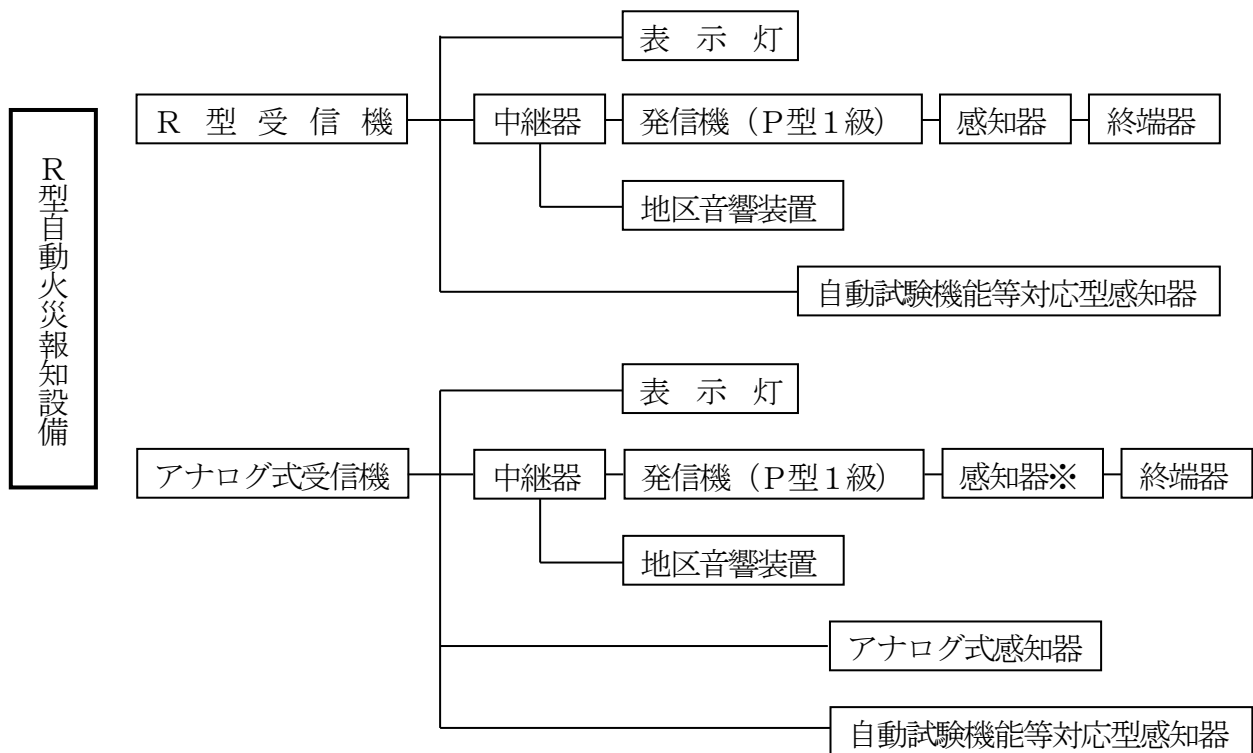 R型自動火災報知設備
表示灯
R型受信機
中継器
発信機（P型1級）
感知器
終端器
地区音響装置
自動試験機能等対応型感知器
表示灯
アナログ式受信機
中継器
発信機（P型1級）
感知器※
終端器
地区音響装置
アナログ式感知器
自動試験機能等対応型感知器